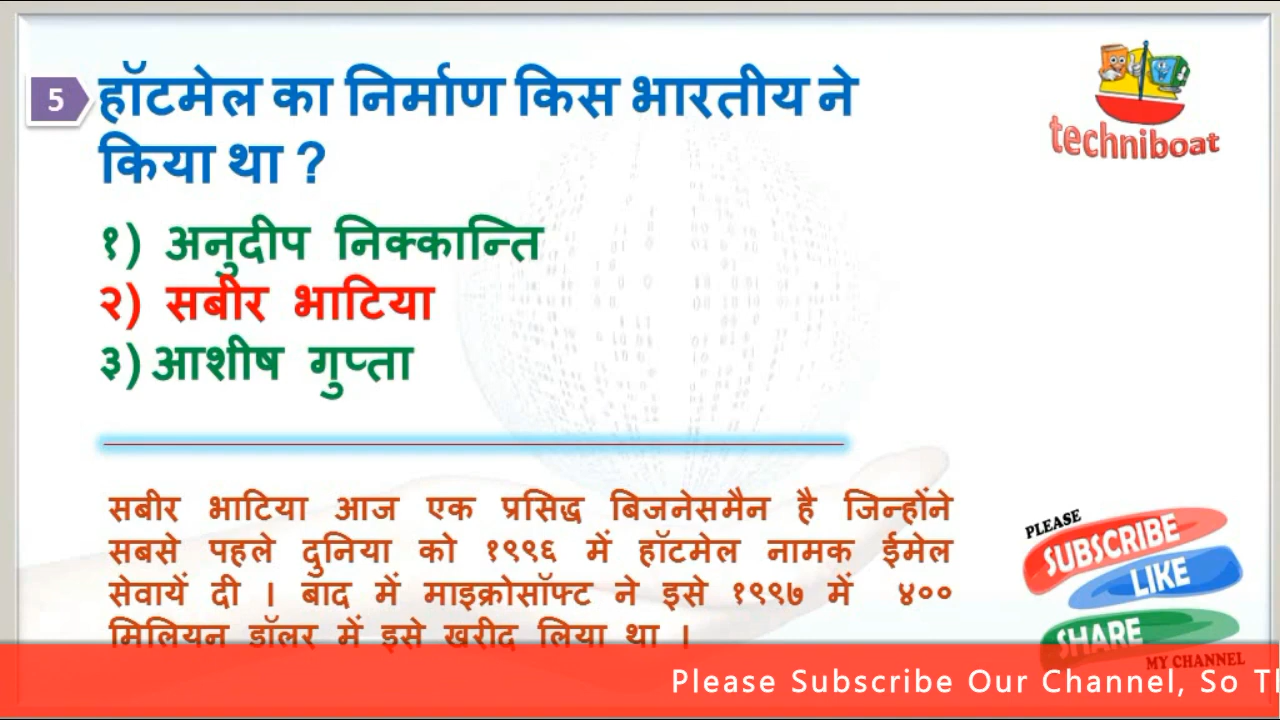 5
हॉटमेल का निर्माण किस भारतीय ने
किया था ?
१) अनुदीप निक्कान्ति
२) सबीर भाटिया
३) आशीष गुप्ता
techniboat
सबीर भाटिया आज एक प्रसिद्ध बिजनेसमैन है जिन्होंने
सबसे पहले दुनिया को १९९६ में हॉटमेल नामक ईमेल
सेवायें दी । बाद में माइक्रोसॉफ्ट ने इसे १९९७ में ४००
मिलियन डॉलर में इसे खरीद लिया था ।
PLEASE
SUBSCRIBE
LIKE
SHARE
MY CHANNEL
Please Subscribe Our Channel, So